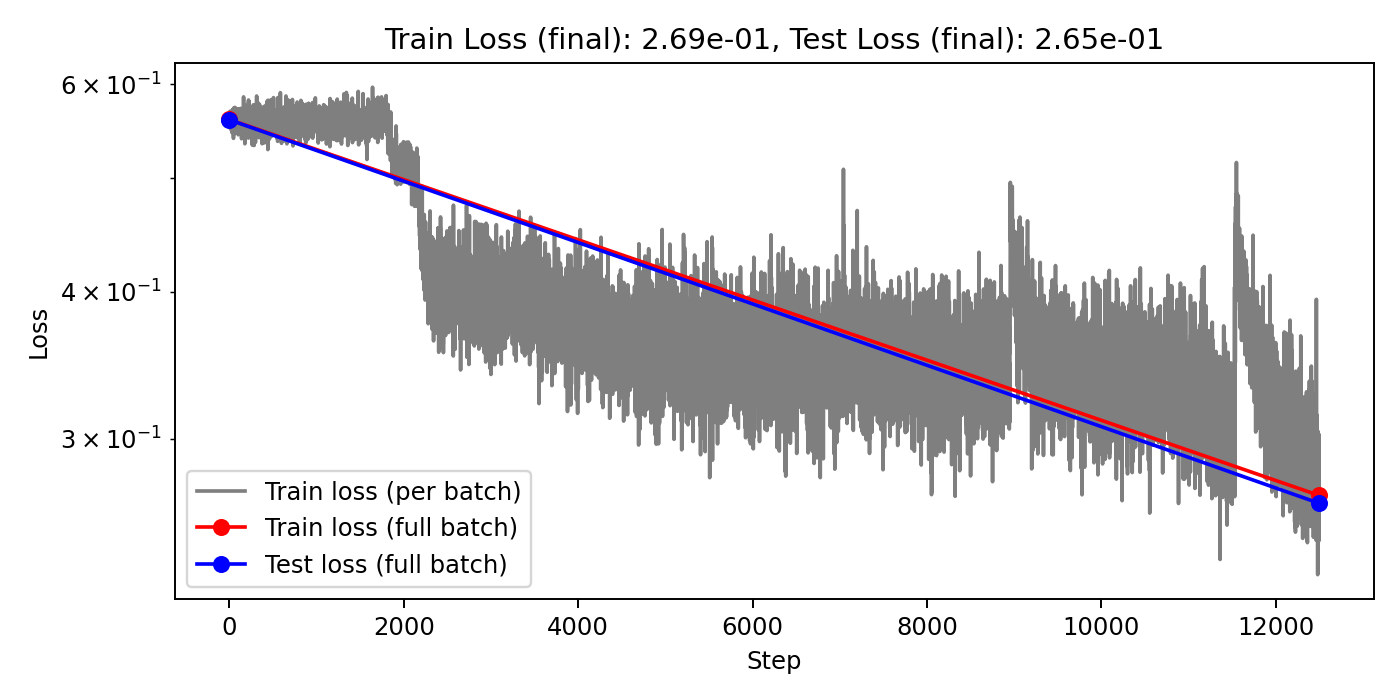 Train Loss (final): 2.69e-01, Test Loss (final): 2.65e-01
6 × 10⁻¹
4 × 10⁻¹
3 × 10⁻¹
Loss
Train loss (per batch)
Train loss (full batch)
Test loss (full batch)
0 2000 4000 6000 8000 10000 12000
Step